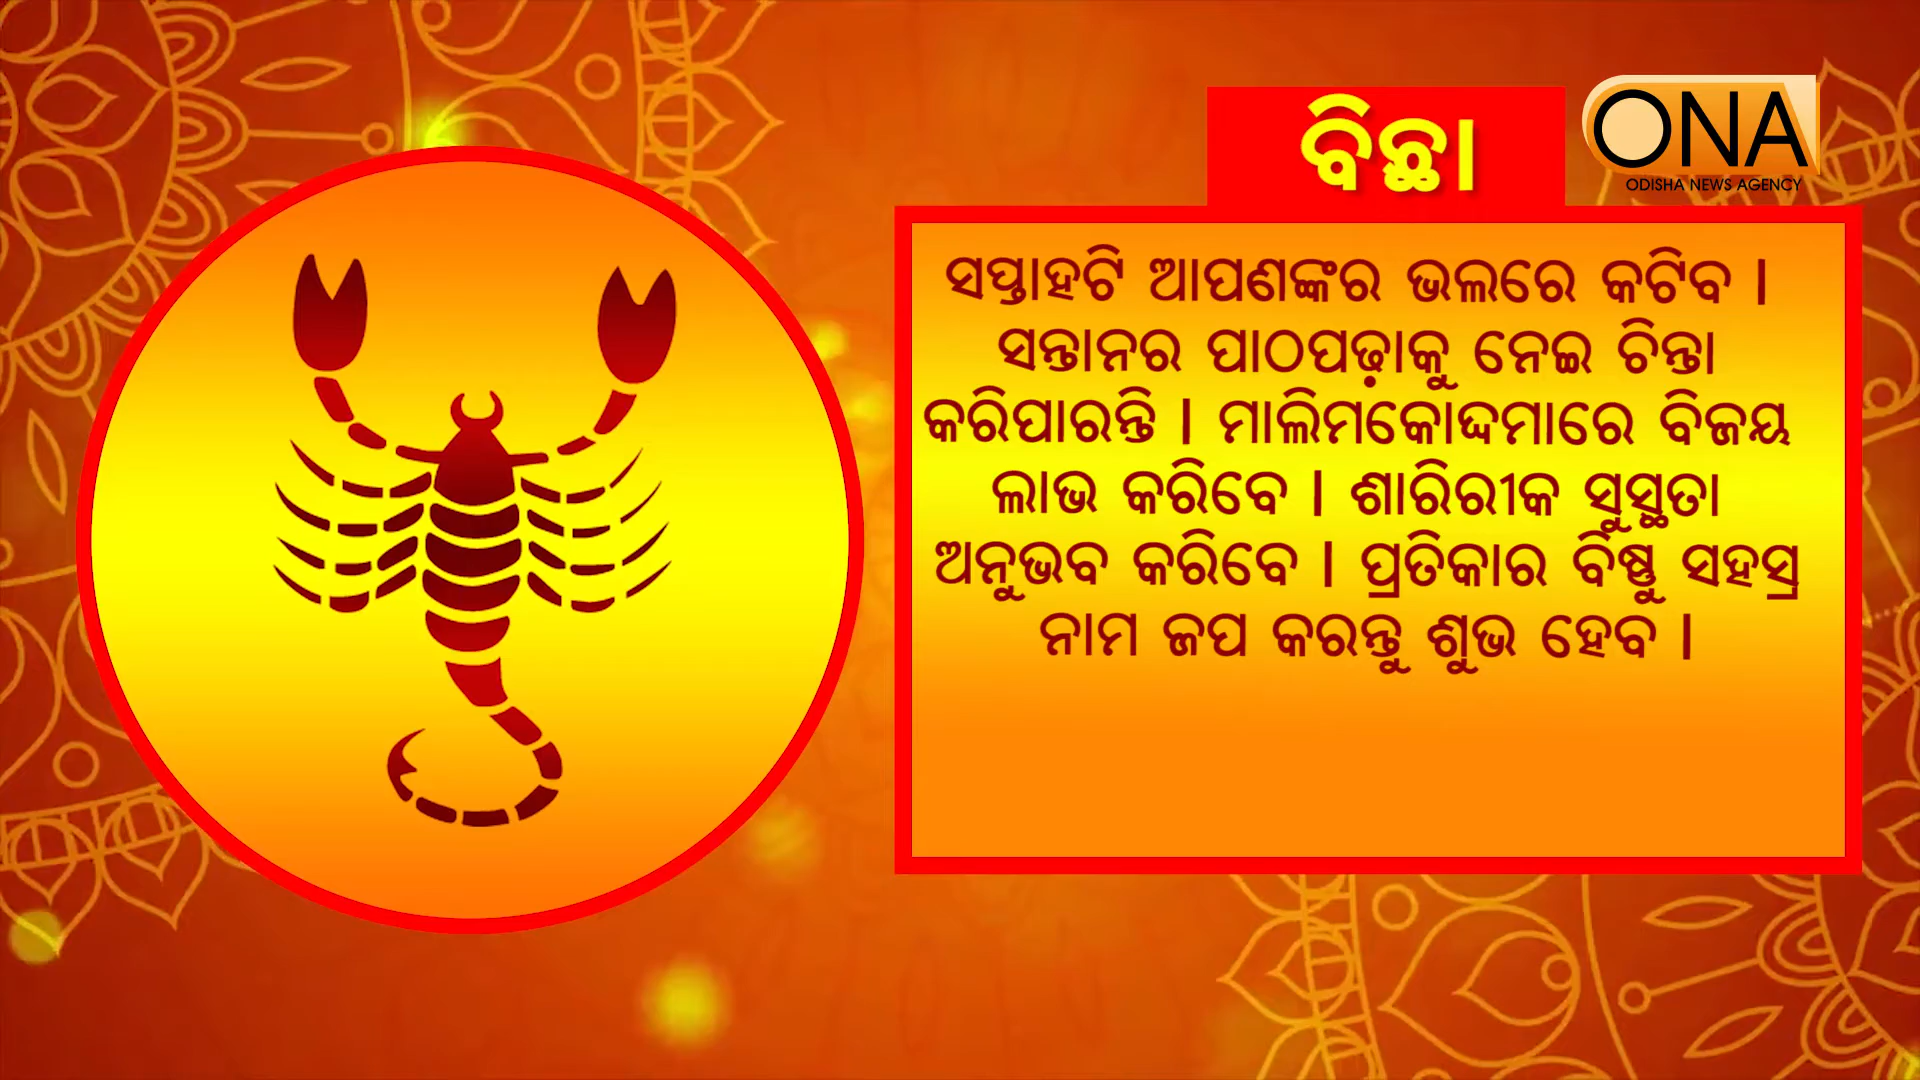 ବିଛା
ONA
ODISHA NEWS AGENCY
ସପ୍ତାହଟି ଆପଣଙ୍କର ଭଲରେ କଟିବ ।
ସନ୍ତାନର ପାଠପଢ଼ାକୁ ନେଇ ଚିନ୍ତା
କରିପାରନ୍ତି । ମାଲିମକୋଦ୍ଦମାରେ ବିଜୟ
ଲାଭ କରିବେ । ଶାରିରୀକ ସୁସ୍ଥତା
ଅନୁଭବ କରିବେ । ପ୍ରତିକାର ବିଷ୍ଣୁ ସହସ୍ର
ନାମ ଜପ କରନ୍ତୁ ଶୁଭ ହେବ ।